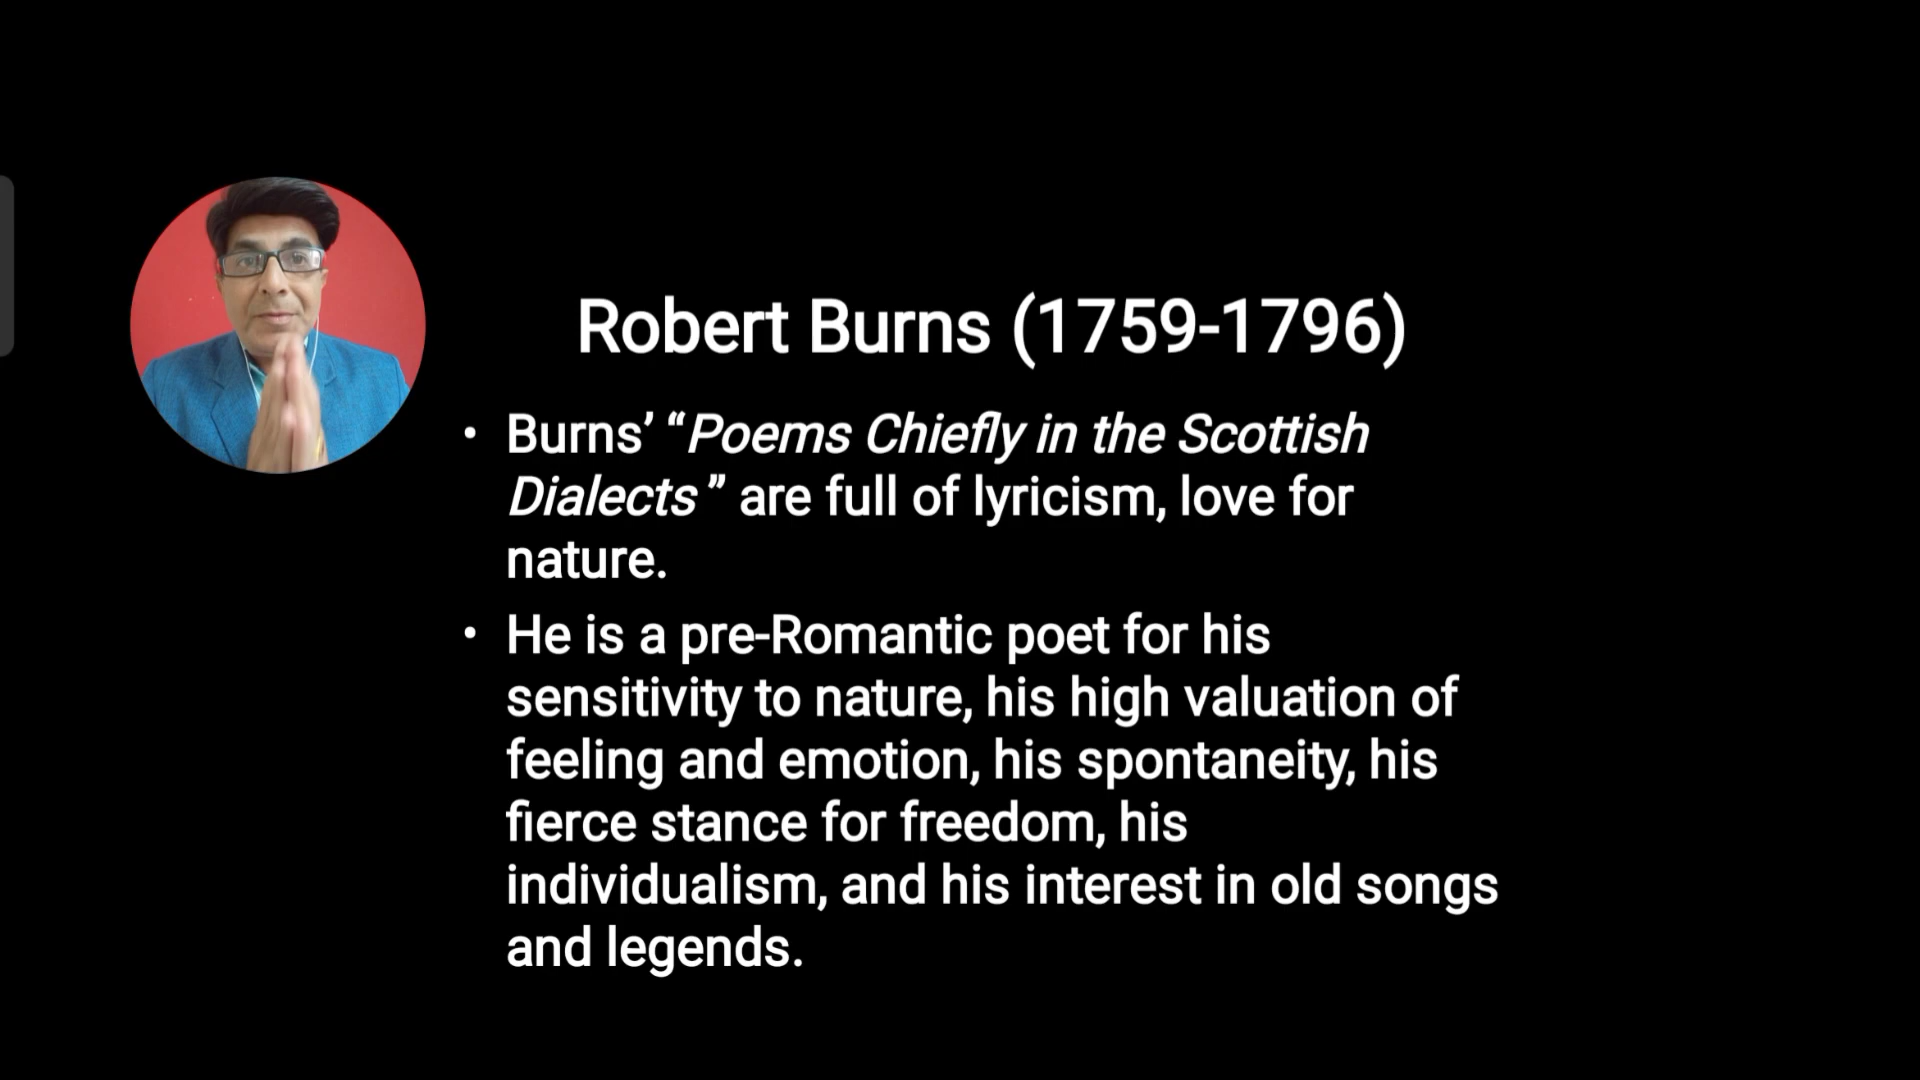 Robert Burns (1759-1796)
• Burns’ “Poems Chiefly in the Scottish
Dialects” are full of lyricism, love for
nature.
• He is a pre-Romantic poet for his
sensitivity to nature, his high valuation of
feeling and emotion, his spontaneity, his
fierce stance for freedom, his
individualism, and his interest in old songs
and legends.